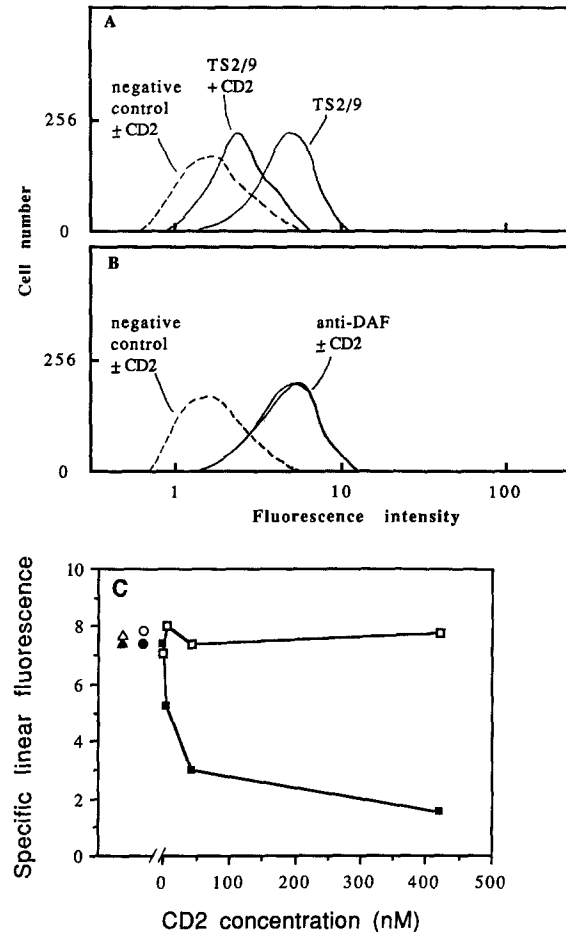 A
TS2/9
+ CD2
negative
control
± CD2
TS2/9
256
0
Cell number
B
negative
control
± CD2
anti-DAF
± CD2
256
0
1
10
100
Fluorescence intensity
C
10
8
6
4
2
0
Specific linear fluorescence
0
100
200
300
400
500
CD2 concentration (nM)